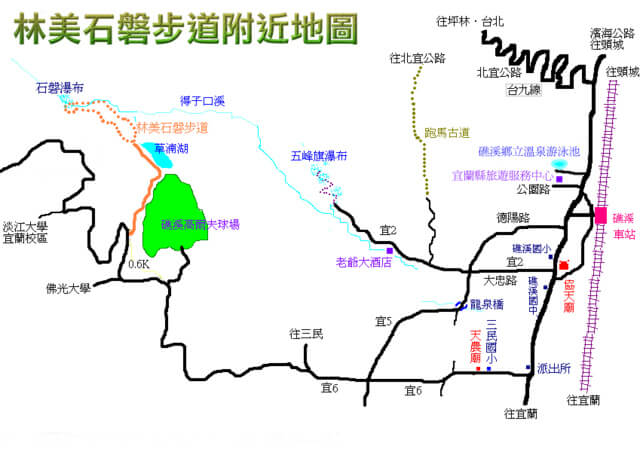 林美石磐步道附近地圖
往坪林．台北
濱海公路
往頭城
往北宜公路
北宜公路
往頭城
台九線
石磐瀑布
得子口溪
林美石磐步道
跑馬古道
草湳湖
五峰旗瀑布
礁溪鄉立溫泉游泳池
宜蘭縣旅遊服務中心
公園路
淡江大學
宜蘭校區
礁溪高爾夫球場
德陽路
礁溪
車站
宜2
礁溪國小
0.6K
老爺大酒店
宜2
大忠路
協天廟
佛光大學
礁溪國中
龍泉橋
宜5
往三民
天農廟
三民國小
派出所
宜6
宜6
往宜蘭
往宜蘭